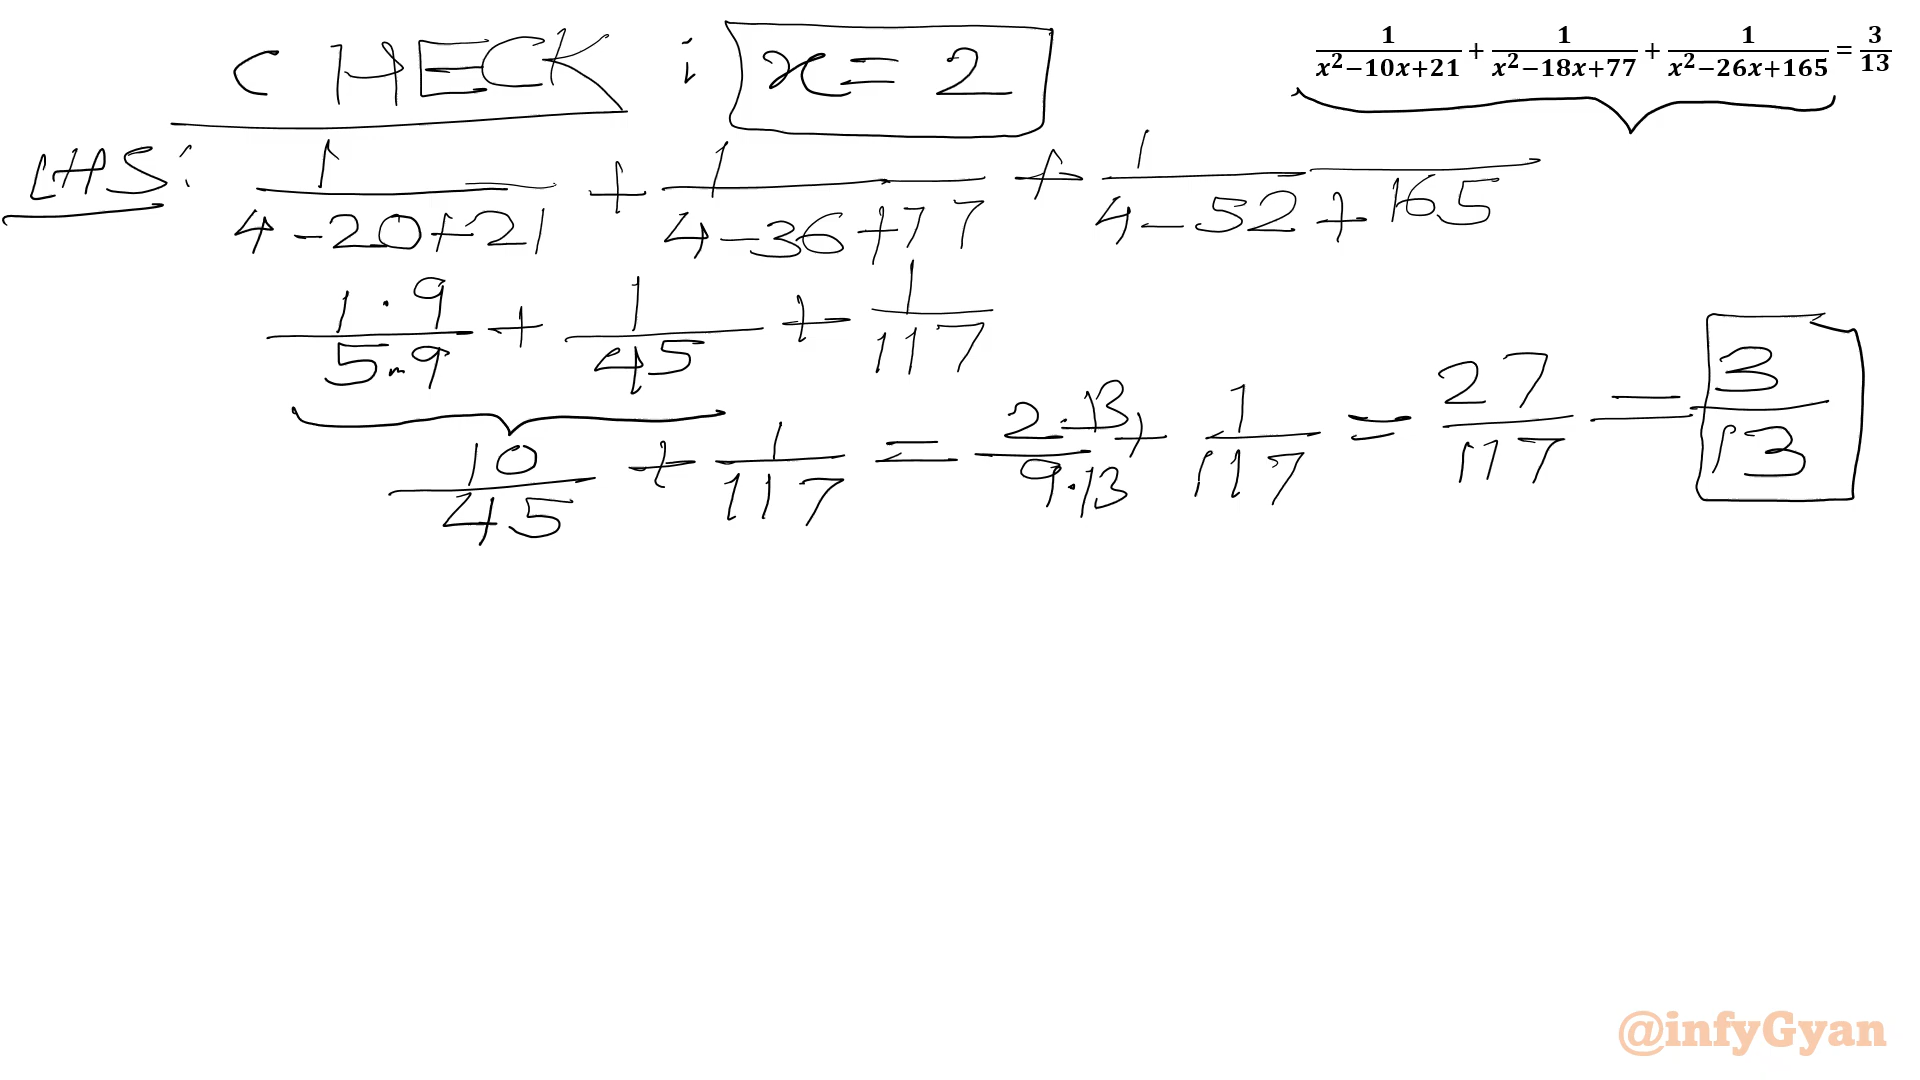 CHECK : x = 2
1/(x²−10x+21) + 1/(x²−18x+77) + 1/(x²−26x+165) = 3/13
LHS: 1/(4−20+21) + 1/(4−36+77) + 1/(4−52+165)
1·9/5·9 + 1/45 + 1/117
10/45 + 1/117 = 2·13/9·13 + 1/117 = 27/117 = 3/13
@infyGyan